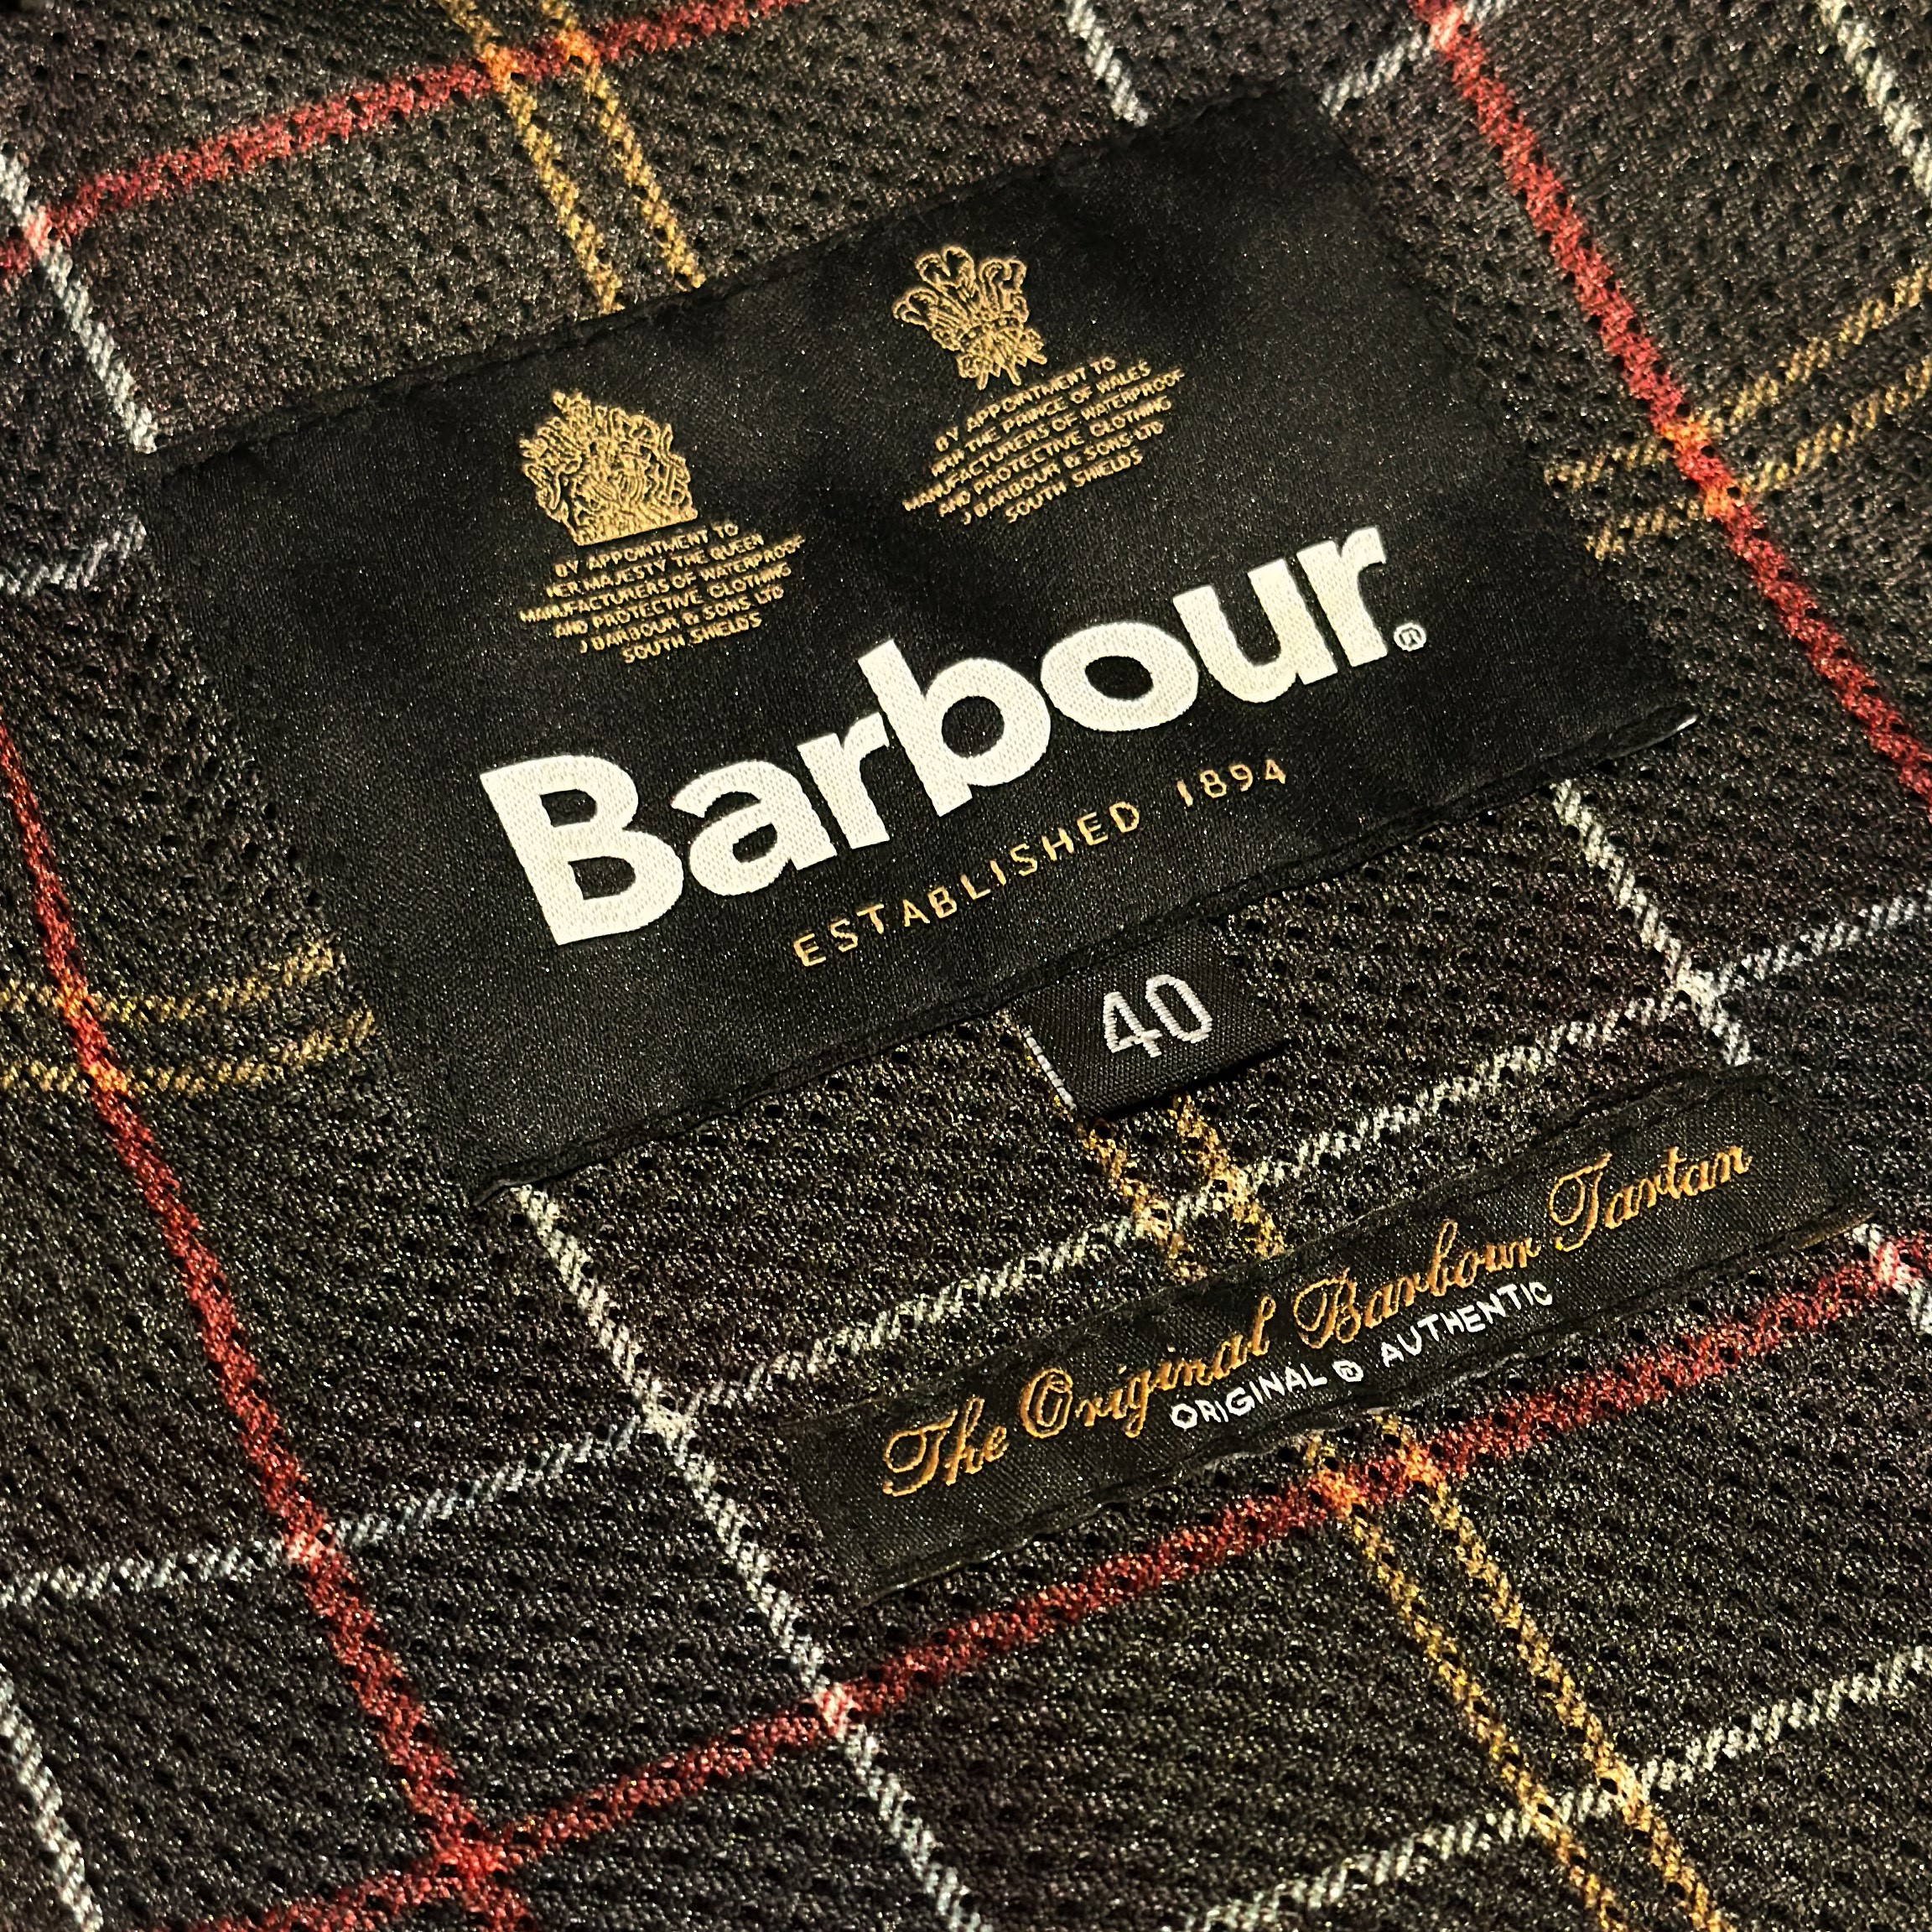 BY APPOINTMENT TO
HER MAJESTY THE QUEEN
MANUFACTURERS OF WATERPROOF
AND PROTECTIVE CLOTHING
J BARBOUR & SONS LTD
SOUTH SHIELDS
BY APPOINTMENT TO
HRH THE PRINCE OF WALES
MANUFACTURERS OF WATERPROOF
AND PROTECTIVE CLOTHING
J BARBOUR & SONS LTD
SOUTH SHIELDS
Barbour®
ESTABLISHED 1894
40
The Original Barbour Tartan
ORIGINAL ® AUTHENTIC